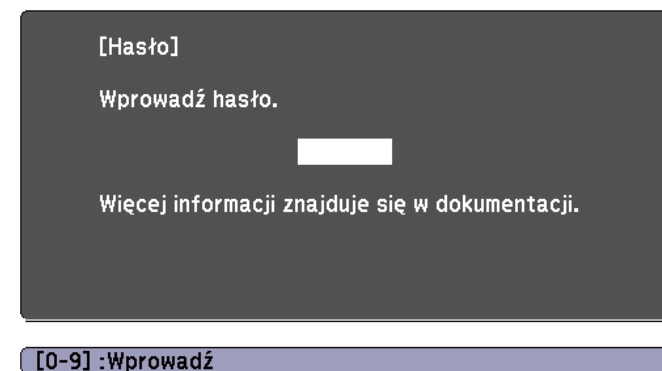 [Hasło]
Wprowadź hasło.
Więcej informacji znajduje się w dokumentacji.
[0-9] :Wprowadź